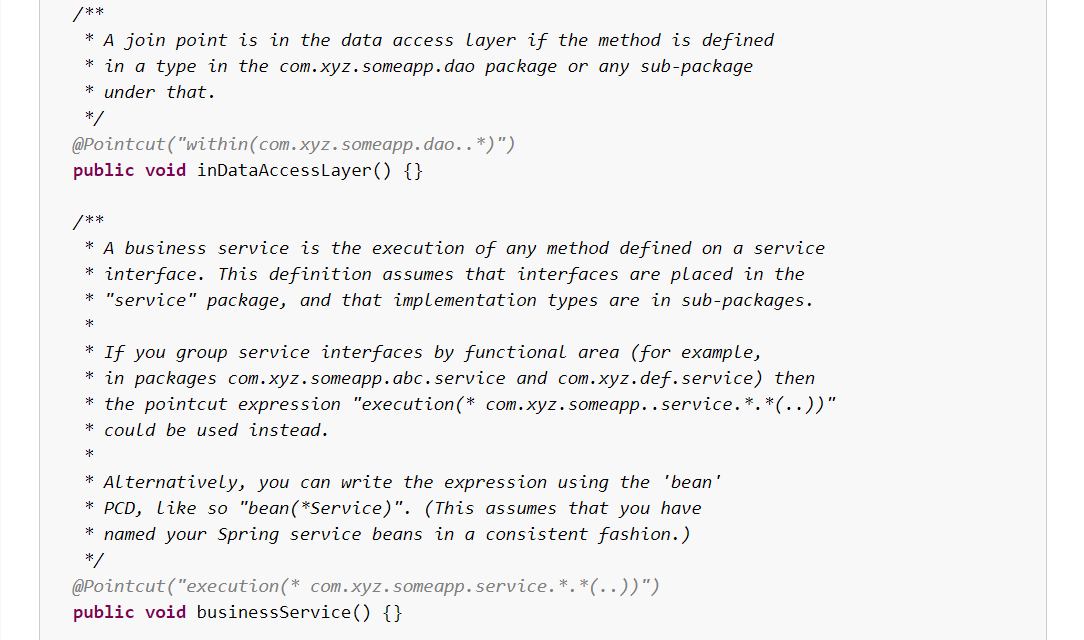 /**
* A join point is in the data access layer if the method is defined
* in a type in the com.xyz.someapp.dao package or any sub-package
* under that.
*/
@Pointcut("within(com.xyz.someapp.dao..*)")
public void inDataAccessLayer() {}
/**
* A business service is the execution of any method defined on a service
* interface. This definition assumes that interfaces are placed in the
* "service" package, and that implementation types are in sub-packages.
*
* If you group service interfaces by functional area (for example,
* in packages com.xyz.someapp.abc.service and com.xyz.def.service) then
* the pointcut expression "execution(* com.xyz.someapp..service.*.*(..))"
* could be used instead.
*
* Alternatively, you can write the expression using the 'bean'
* PCD, like so "bean(*Service)". (This assumes that you have
* named your Spring service beans in a consistent fashion.)
*/
@Pointcut("execution(* com.xyz.someapp.service.*.*(..))")
public void businessService() {}